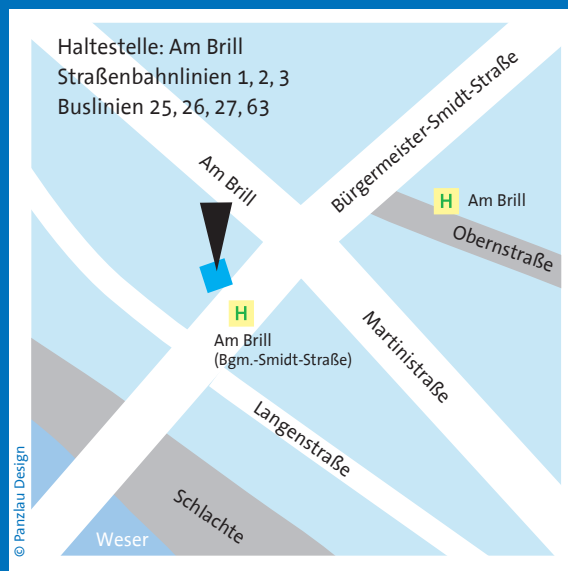 Haltestelle: Am Brill
Straßenbahnlinien 1, 2, 3
Buslinien 25, 26, 27, 63
Am Brill
Bürgermeister-Smidt-Straße
H Am Brill
Obernstraße
H
Am Brill
(Bgm.-Smidt-Straße)
Martinistraße
Langenstraße
Schlachte
Weser
© Panzlau Design